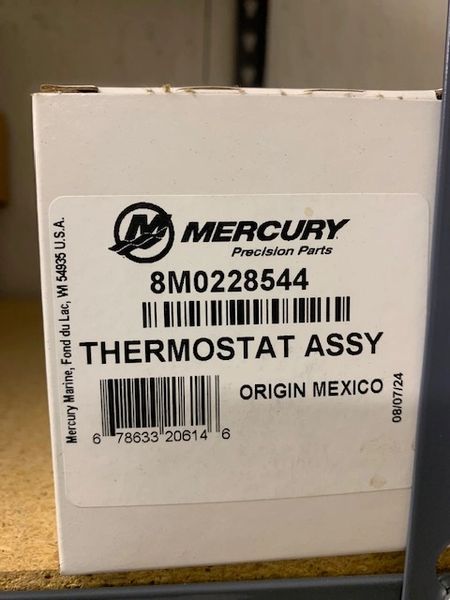 MERCURY
Precision Parts
8M0228544
THERMOSTAT ASSY
ORIGIN MEXICO
6 78633 20614 6
08/07/24
Mercury Marine, Fond du Lac, WI 54935 U.S.A.